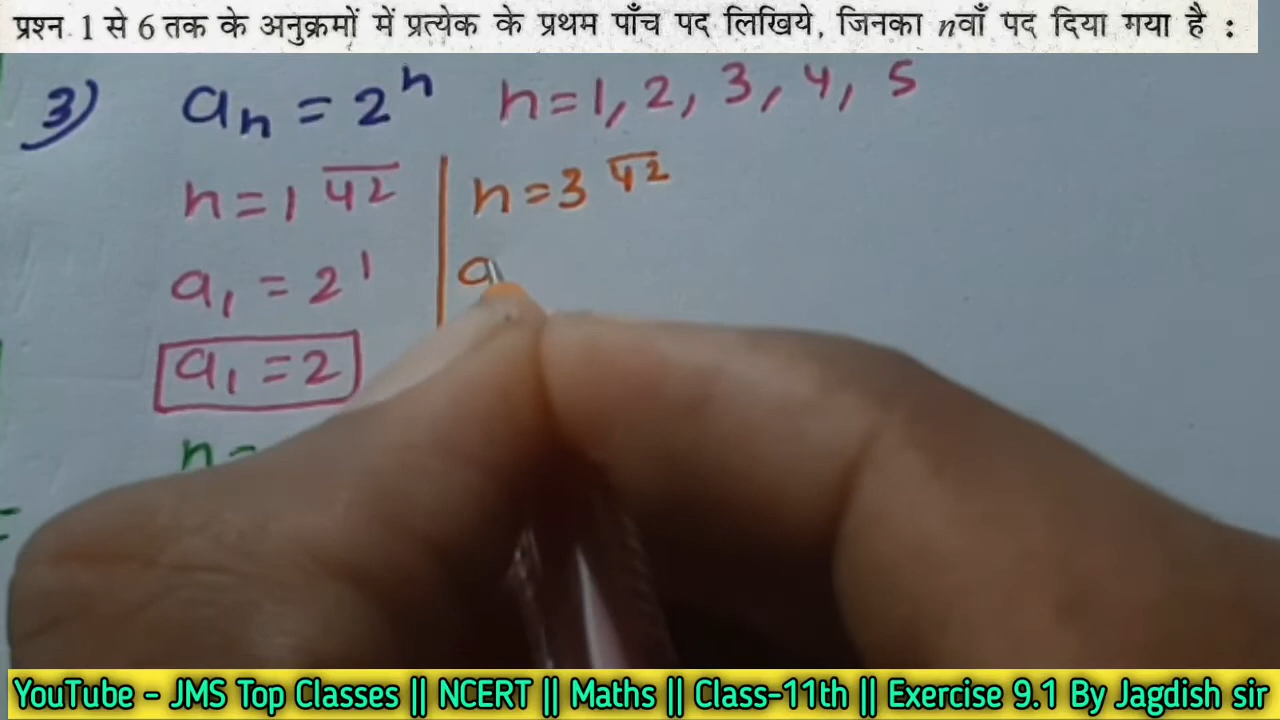 प्रश्न 1 से 6 तक के अनुक्रमों में प्रत्येक के प्रथम पाँच पद लिखिये, जिनका nवाँ पद दिया गया है :
3) aₙ = 2ⁿ n=1, 2, 3, 4, 5
n=1 पर
a₁ = 2¹
a₁ = 2
n=
n=3 पर
a
YouTube - JMS Top Classes || NCERT || Maths || Class-11th || Exercise 9.1 By Jagdish sir